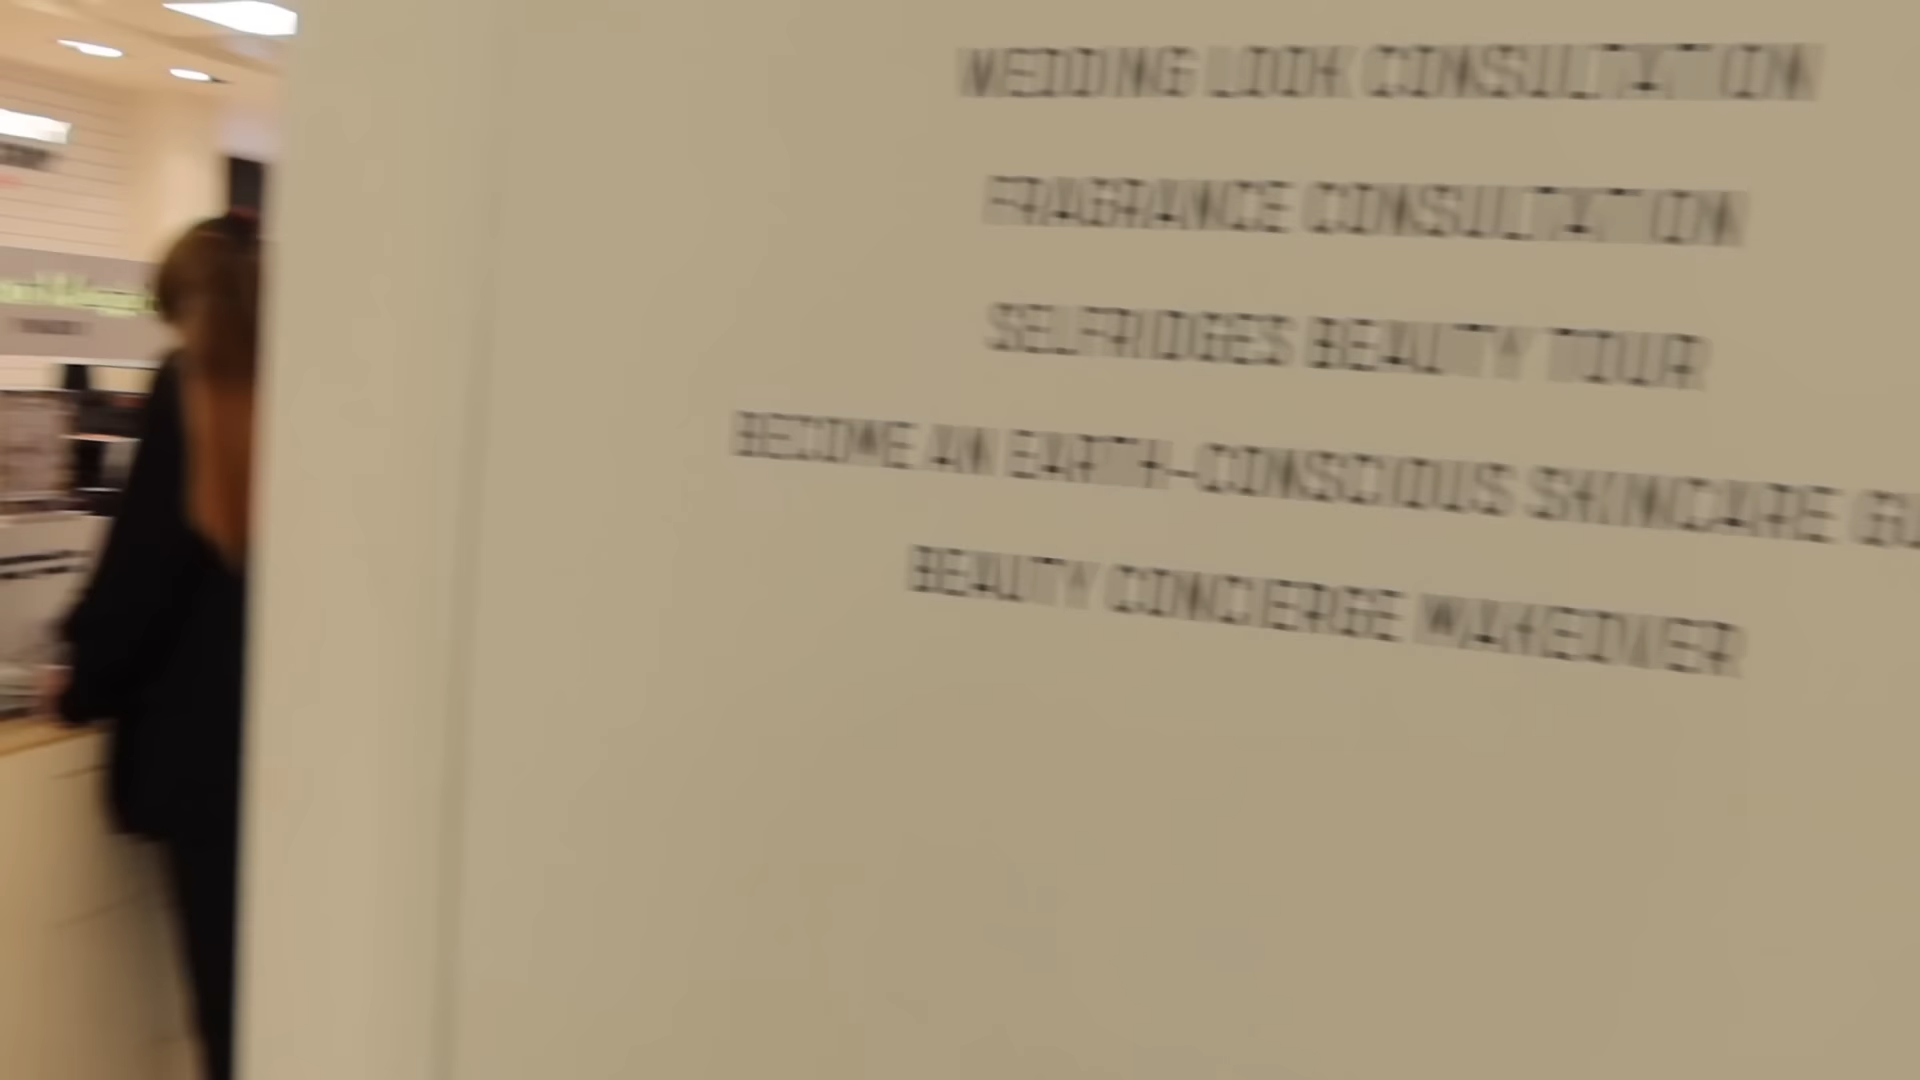 WEDDING LOOK CONSULTATION
FRAGRANCE CONSULTATION
SELFRIDGES BEAUTY TOUR
BECOME AN EARTH-CONSCIOUS SKINCARE
BEAUTY CONCIERGE MAKEOVER